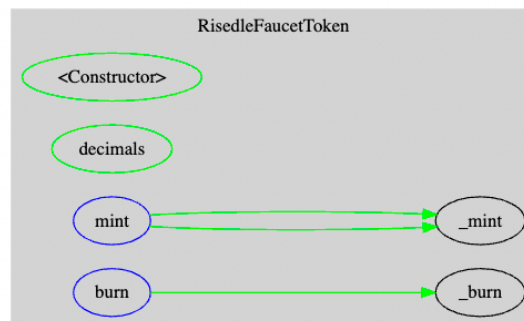 RisedleFaucetToken
<Constructor>
decimals
mint
_mint
burn
_burn